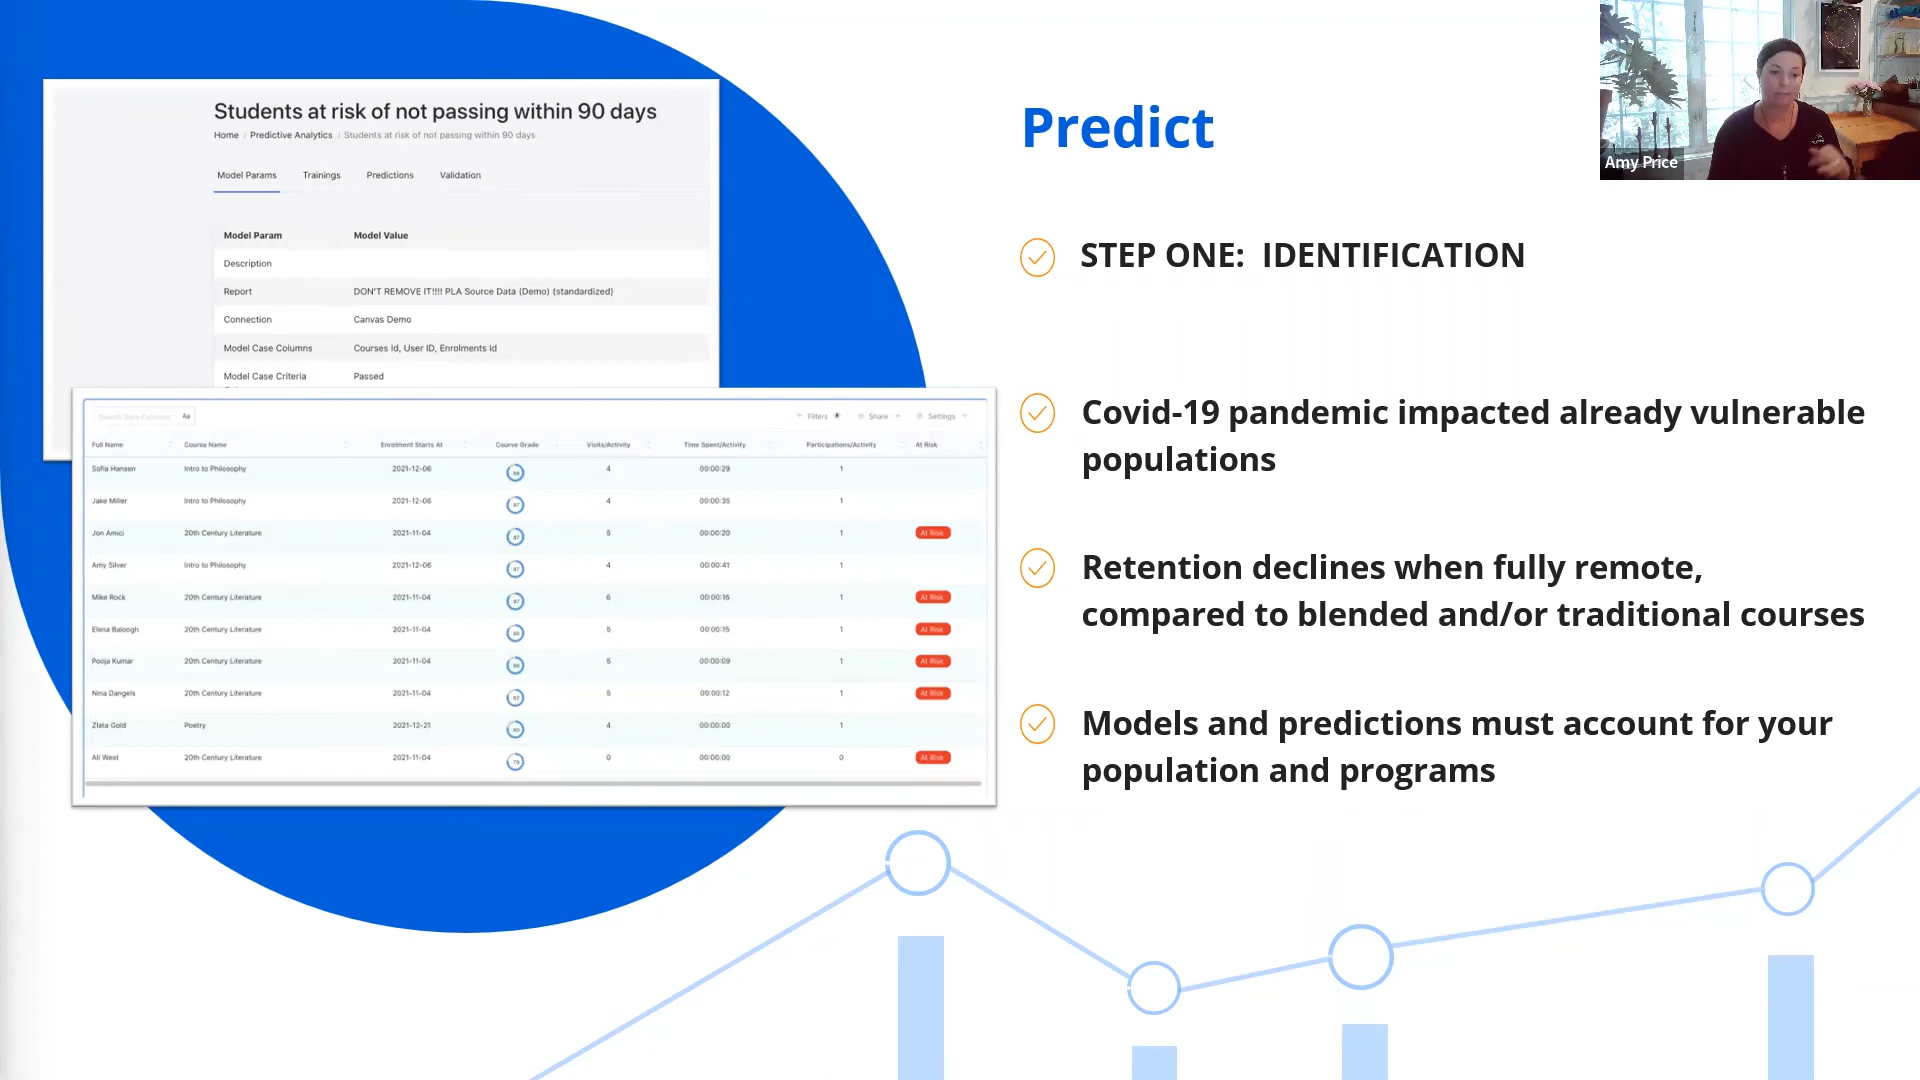 Students at risk of not passing within 90 days
Home / Predictive Analytics / Students at risk of not passing within 90 days
Model Params Trainings Predictions Validation
Model Param Model Value
Description
Report DON'T REMOVE IT!!!! PLA Source Data (Demo) (standardized)
Connection Canvas Demo
Model Case Columns Courses Id, User ID, Enrolments Id
Model Case Criteria Passed
Aa Filters Share Settings
Full Name Course Name Enrolment Starts At Course Grade Visits/Activity Time Spent/Activity Participations/Activity At Risk
Sofia Hansen Intro to Philosophy 2021-12-06 4 00:00:29 1
Jake Miller Intro to Philosophy 2021-12-06 4 00:00:35 1
Jon Amici 20th Century Literature 2021-11-04 5 00:00:20 1 At Risk
Amy Silver Intro to Philosophy 2021-12-06 4 00:00:41 1
Mike Rock 20th Century Literature 2021-11-04 6 00:00:16 1 At Risk
Elena Baloogh 20th Century Literature 2021-11-04 5 00:00:15 1 At Risk
Pooja Kumar 20th Century Literature 2021-11-04 5 00:00:09 1 At Risk
Nina Dangels 20th Century Literature 2021-11-04 5 00:00:12 1 At Risk
Zlata Gold Poetry 2021-12-21 4 00:00:00 1
Ali West 20th Century Literature 2021-11-04 0 00:00:00 0 At Risk
Predict
STEP ONE: IDENTIFICATION
Covid-19 pandemic impacted already vulnerable
populations
Retention declines when fully remote,
compared to blended and/or traditional courses
Models and predictions must account for your
population and programs
Amy Price